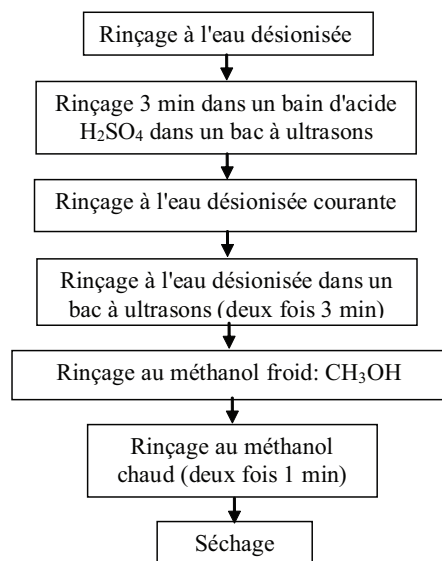 Rinçage à l'eau désionisée
Rinçage 3 min dans un bain d'acide
H₂SO₄ dans un bac à ultrasons
Rinçage à l'eau désionisée courante
Rinçage à l'eau désionisée dans un
bac à ultrasons (deux fois 3 min)
Rinçage au méthanol froid: CH₃OH
Rinçage au méthanol
chaud (deux fois 1 min)
Séchage